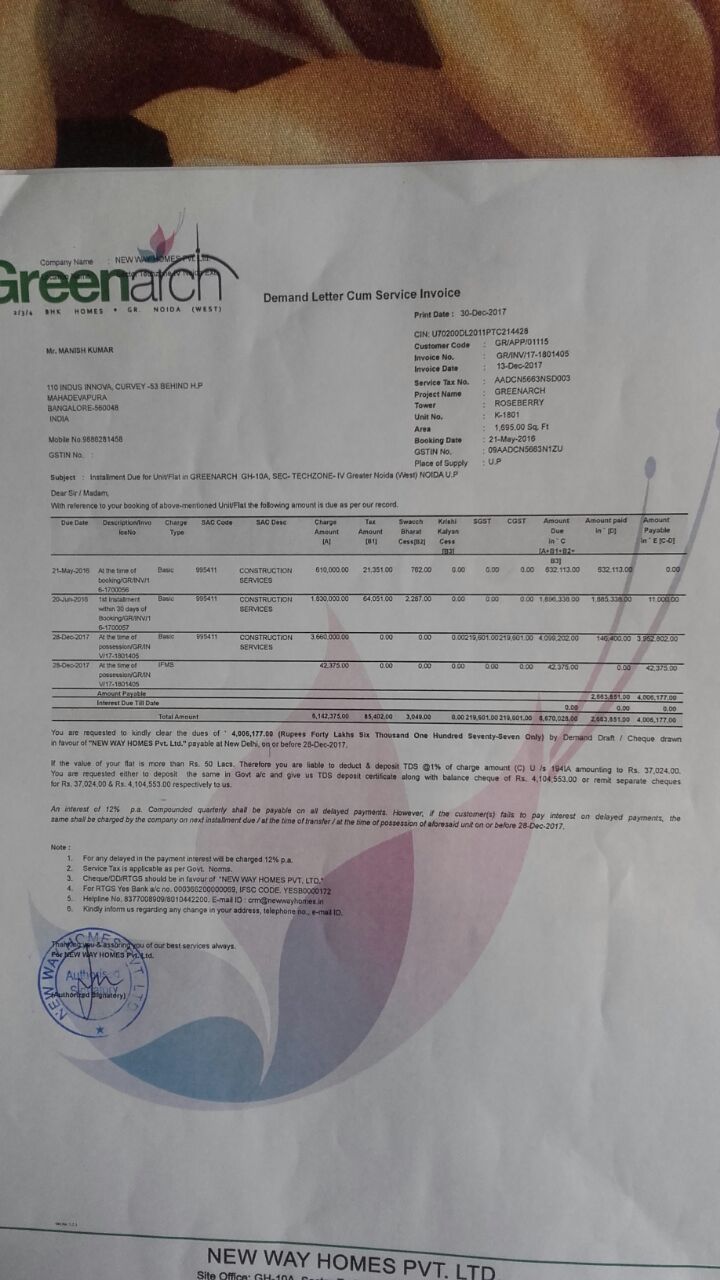 Company Name : NEW WAY HOMES Pvt. Ltd
Greenarch
2/3/4 BHK HOMES • GR. NOIDA (WEST)
Demand Letter Cum Service Invoice
Print Date : 30-Dec-2017
CIN: U70200DL2011PTC214428
Customer Code : GR/APP/01115
Invoice No. : GR/INV/17-1801405
Invoice Date : 13-Dec-2017
Service Tax No. : AADCN5663NSD003
Project Name : GREENARCH
Tower : ROSEBERRY
Unit No. : K-1801
Area : 1,695.00 Sq. Ft
Booking Date : 21-May-2016
GSTIN No. : 09AADCN5663N1ZU
Place of Supply : U.P
Mr. MANISH KUMAR
110 INDUS INNOVA, CURVEY -53 BEHIND H.P
MAHADEVAPURA
BANGALORE-560048
INDIA
Mobile No.9686281458
GSTIN No. :
Subject : Installment Due for Unit/Flat in GREENARCH GH-10A, SEC- TECHZONE- IV Greater Noida (West) NOIDA U.P
Dear Sir / Madam,
With reference to your booking of above-mentioned Unit/Flat the following amount is due as per our record.
Due Date Description/Invo Charge SAC Code SAC Desc Charge Tax Swacch Krishi SGST CGST Amount Amount paid Amount
iceNo Type Amount Amount Bharat Kalyan Due in ` [D] Payable
[A] [B1] Cess[B2] Cess in ` C in ` E [C-D]
[B3] [A+B1+B2+
B3]
21-May-2016 At the time of Basic 995411 CONSTRUCTION 610,000.00 21,351.00 762.00 0.00 0.00 0.00 632,113.00 632,113.00 0.00
booking/GR/INV/1 SERVICES
6-1700056
20-Jun-2016 1st Installment Basic 995411 CONSTRUCTION 1,830,000.00 64,051.00 2,287.00 0.00 0.00 0.00 1,896,338.00 1,885,338.00 11,000.00
within 30 days of SERVICES
Booking/GR/INV/1
6-1700057
28-Dec-2017 At the time of Basic 995411 CONSTRUCTION 3,660,000.00 0.00 0.00 0.00 219,601.00 219,601.00 4,099,202.00 146,400.00 3,952,802.00
possession/GR/IN SERVICES
V/17-1801405
28-Dec-2017 At the time of IFMS 42,375.00 0.00 0.00 0.00 0.00 0.00 42,375.00 0.00 42,375.00
possession/GR/IN
V/17-1801405
Amount Payable 2,663,851.00 4,006,177.00
Interest Due Till Date 0.00 0.00 0.00
Total Amount 6,142,375.00 85,402.00 3,049.00 0.00 219,601.00 219,601.00 6,670,028.00 2,663,851.00 4,006,177.00
You are requested to kindly clear the dues of ` 4,006,177.00 (Rupees Forty Lakhs Six Thousand One Hundred Seventy-Seven Only) by Demand Draft / Cheque drawn
in favour of "NEW WAY HOMES Pvt. Ltd." payable at New Delhi, on or before 28-Dec-2017.
If the value of your flat is more than Rs. 50 Lacs. Therefore you are liable to deduct & deposit TDS @1% of charge amount (C) U /s 194IA amounting to Rs. 37,024.00.
You are requested either to deposit the same in Govt a/c and give us TDS deposit certificate along with balance cheque of Rs. 4,104,553.00 or remit separate cheques
for Rs. 37,024.00 & Rs. 4,104,553.00 respectively to us.
An interest of 12% p.a. Compounded quarterly shall be payable on all delayed payments. However, if the customer(s) fails to pay interest on delayed payments, the
same shall be charged by the company on next installment due / at the time of transfer / at the time of possession of aforesaid unit on or before 28-Dec-2017.
Note :
1. For any delayed in the payment interest will be charged 12% p.a.
2. Service Tax is applicable as per Govt. Norms.
3. Cheque/DD/RTGS should be in favour of "NEW WAY HOMES PVT. LTD."
4. For RTGS Yes Bank a/c no. 000366200000069, IFSC CODE. YESB0000172
5. Helpline No. 8377008909/8010442200. E-mail ID : crm@newwayhomes.in
6. Kindly inform us regarding any change in your address, telephone no., e-mail ID.
Thanking you & assuring you of our best services always.
For NEW WAY HOMES Pvt. Ltd.
NEW WAY HOMES PVT LTD
Authorised
Signatory
(Authorized Signatory)
NEW WAY HOMES PVT. LTD
Site Office: GH-10A,